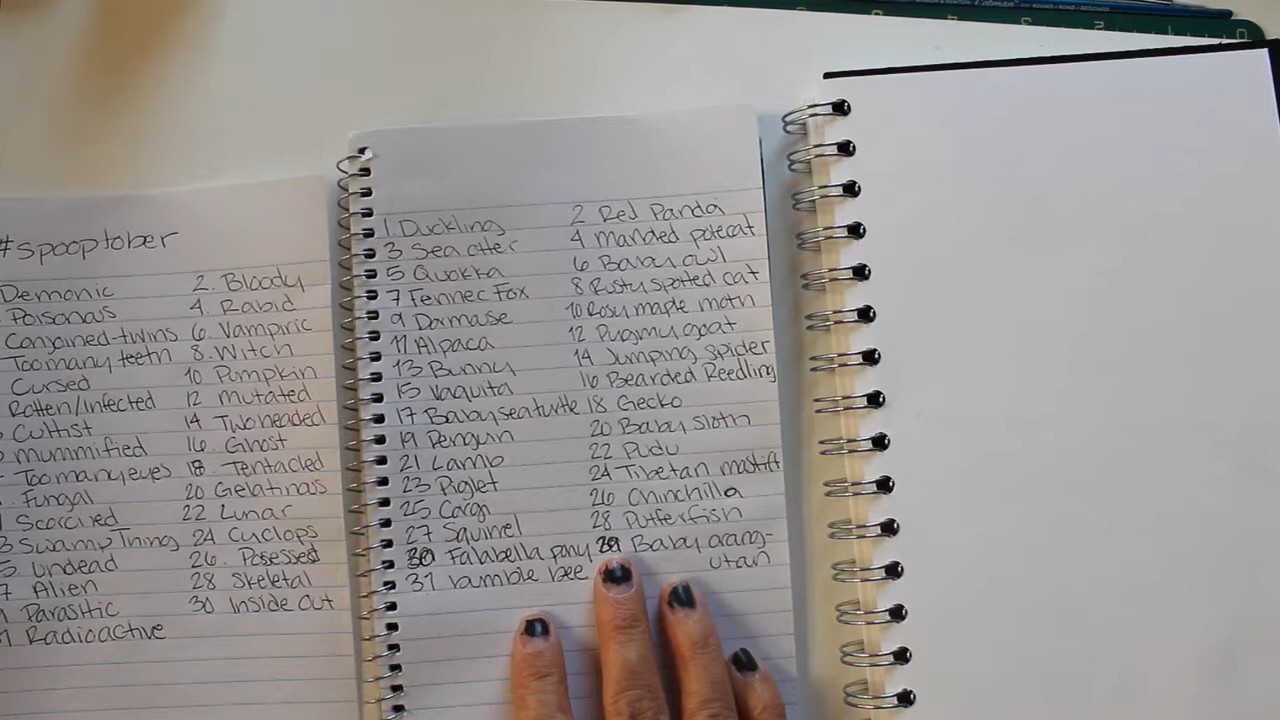 #spooptober
Demonic 2. Bloody
Poisonous 4. Rabid
Conjoined-twins 6. Vampiric
Too many teeth 8. Witch
Cursed 10 Pumpkin
Rotten/infected 12 Mutated
Cultist 14 Two headed
mummified 16. Ghost
Too many eyes 18. Tentacled
Fungal 20 Gelatinous
Scorched 22 Lunar
3 Swamp Thing 24 Cyclops
5. undead 26. Posessed
7 Alien 28 Skeletal
Parasitic 30 Inside Out
Radioactive
1. Duckling 2 Red Panda
3 Sea otter 4 manded polecat
5 Quokka 6 Baby owl
7 Fennec Fox 8 Rusty spotted cat
9 Dormouse 10 Rosy maple moth
11 Alpaca 12 Pygmy goat
13 Bunny 14 Jumping spider
15 Vaquita 16 Bearded Reedling
17 Baby sea turtle 18 Gecko
19 Penguin 20 Baby sloth
21 Lamb 22 Pudu
23 Piglet 24 Tibetan mastiff
25 Corgi 26 Chinchilla
27 Squirrel 28 Pufferfish
30 Falabella pony 29 Baby orang-
utan
31 bumble bee
Cotman